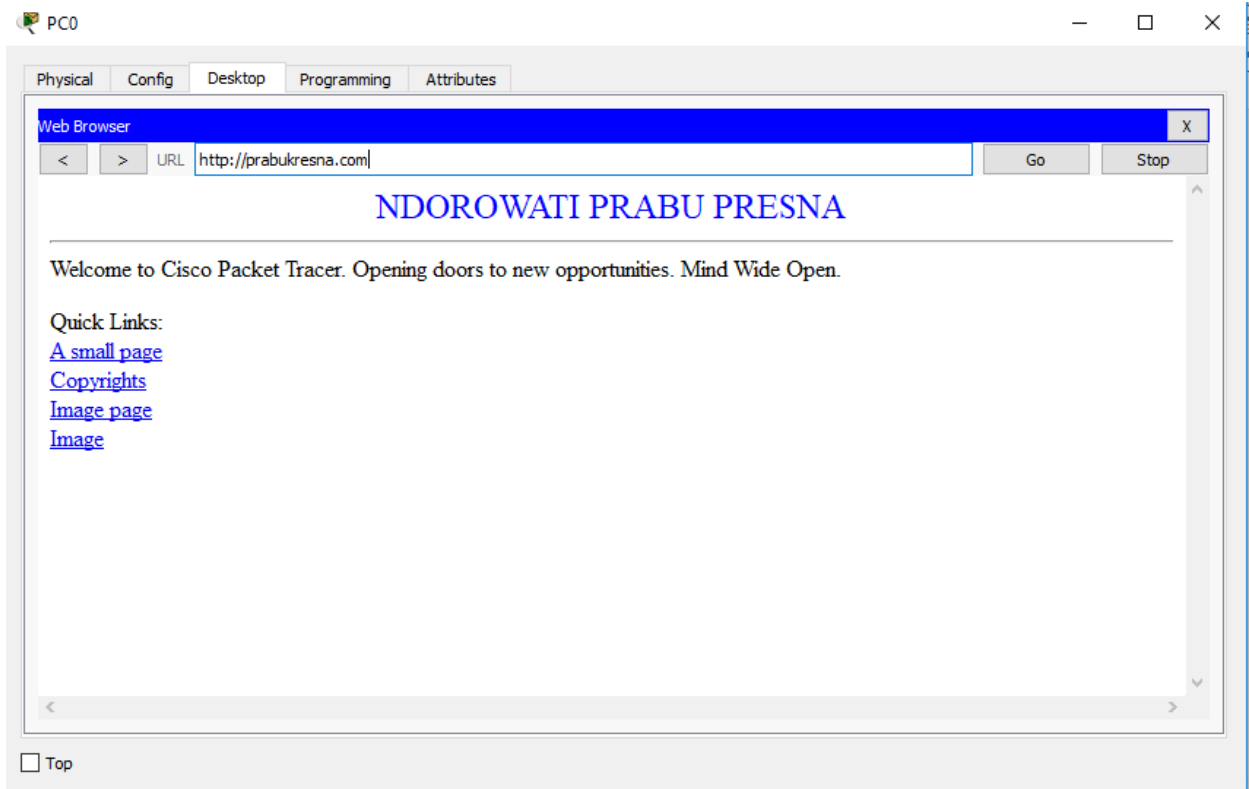 PC0
Physical Config Desktop Programming Attributes
Web Browser X
< > URL http://prabukresna.com Go Stop
NDOROWATI PRABU PRESNA
Welcome to Cisco Packet Tracer. Opening doors to new opportunities. Mind Wide Open.
Quick Links:
A small page
Copyrights
Image page
Image
Top